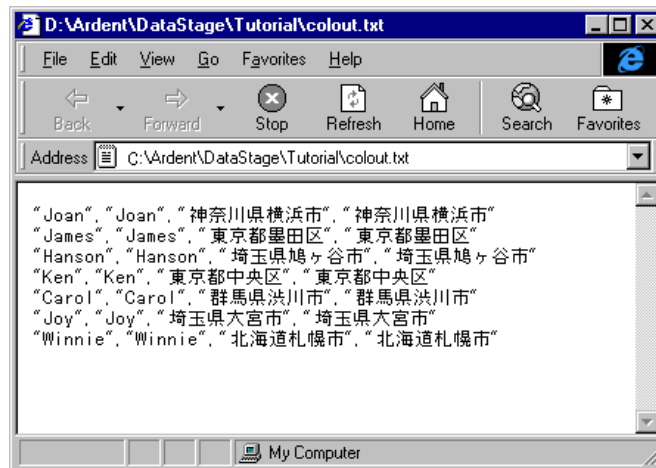 D:\Ardent\DataStage\Tutorial\colout.txt
File Edit View Go Favorites Help
Back Forward Stop Refresh Home Search Favorites
Address C:\Ardent\DataStage\Tutorial\colout.txt
"Joan","Joan","神奈川県横浜市","神奈川県横浜市"
"James","James","東京都墨田区","東京都墨田区"
"Hanson","Hanson","埼玉県鳩ヶ谷市","埼玉県鳩ヶ谷市"
"Ken","Ken","東京都中央区","東京都中央区"
"Carol","Carol","群馬県渋川市","群馬県渋川市"
"Joy","Joy","埼玉県大宮市","埼玉県大宮市"
"Winnie","Winnie","北海道札幌市","北海道札幌市"
My Computer